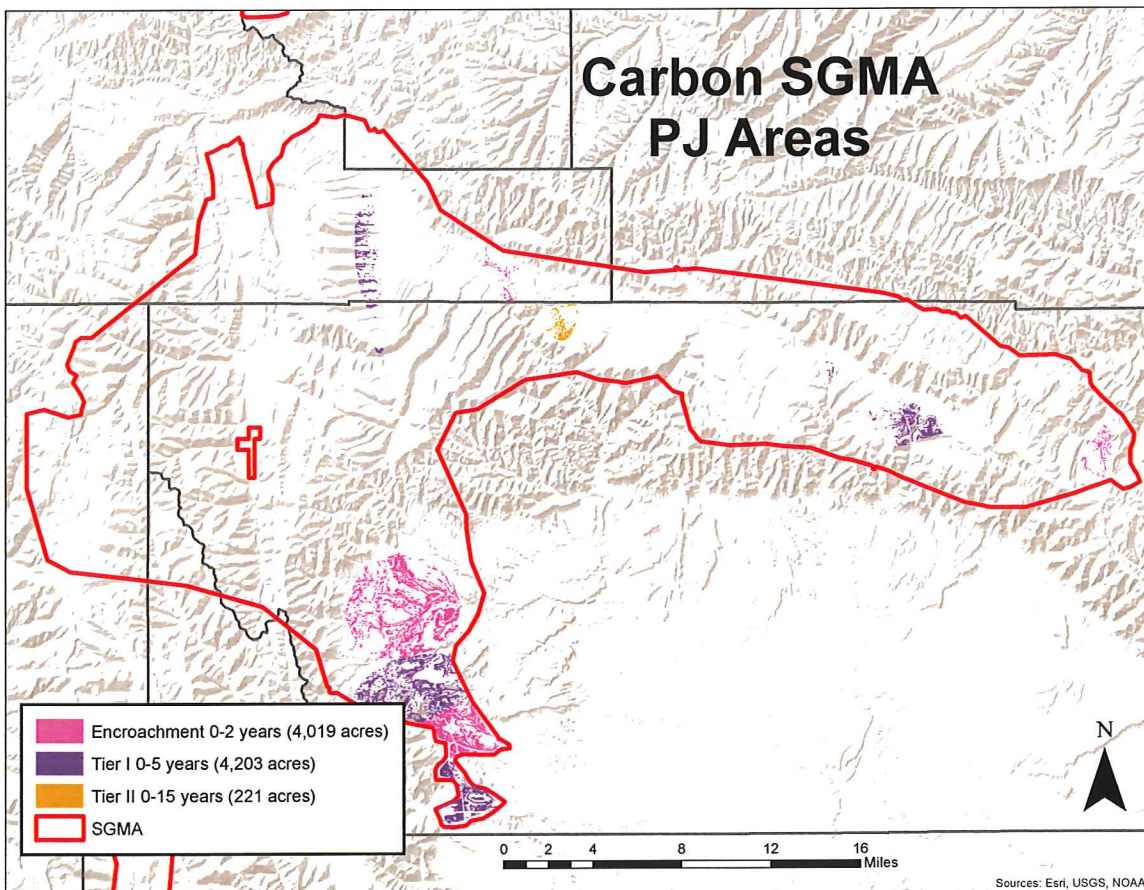 Carbon SGMA
PJ Areas
Encroachment 0-2 years (4,019 acres)
Tier I 0-5 years (4,203 acres)
Tier II 0-15 years (221 acres)
SGMA
N
0 2 4 8 12 16
Miles
Sources: Esri, USGS, NOAA